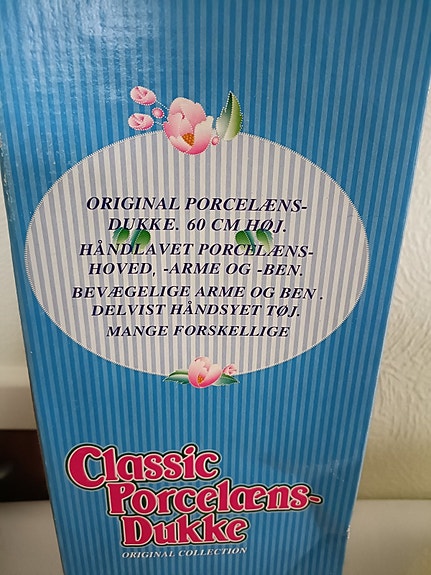 ORIGINAL PORCELÆNS-
DUKKE. 60 CM HØJ.
HÅNDLAVET PORCELÆNS-
HOVED, -ARME OG -BEN.
BEVÆGELIGE ARME OG BEN.
DELVIST HÅNDSYET TØJ.
MANGE FORSKELLIGE
Classic
Porcelæns-
Dukke
ORIGINAL COLLECTION